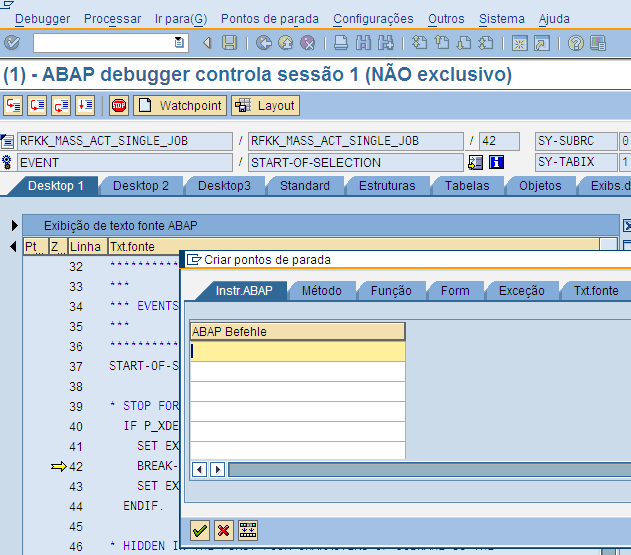 Debugger Processar Ir para(G) Pontos de parada Configurações Outros Sistema Ajuda
(1) - ABAP debugger controla sessão 1 (NÃO exclusivo)
STOP Watchpoint Layout
RFKK_MASS_ACT_SINGLE_JOB / RFKK_MASS_ACT_SINGLE_JOB / 42 SY-SUBRC 0
EVENT / START-OF-SELECTION SY-TABIX 1
Desktop 1 Desktop 2 Desktop3 Standard Estruturas Tabelas Objetos Exibs.d
Exibição de texto fonte ABAP
Pt... Z... Linha Txt.fonte
Criar pontos de parada
Instr.ABAP Método Função Form Exceção Txt.fonte
ABAP Befehle
32 ***********
33 ***
34 *** EVENTS
35 ***
36 ***********
37 START-OF-S
38
39 * STOP FOR
40 IF P_XDE
41 SET EX
42 BREAK-
43 SET EX
44 ENDIF.
45
46